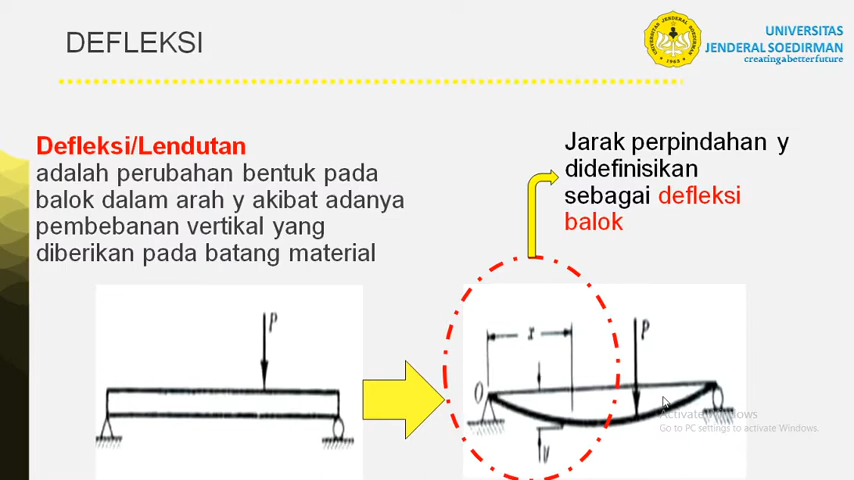 DEFLEKSI
UNIVERSITAS
JENDERAL SOEDIRMAN
creatingabetterfuture
JENDERAL
1963
Defleksi/Lendutan
adalah perubahan bentuk pada
balok dalam arah y akibat adanya
pembebanan vertikal yang
diberikan pada batang material
Jarak perpindahan y
didefinisikan
sebagai defleksi
balok
P
x
P
O
y
Activate Windows
Go to PC settings to activate Windows.